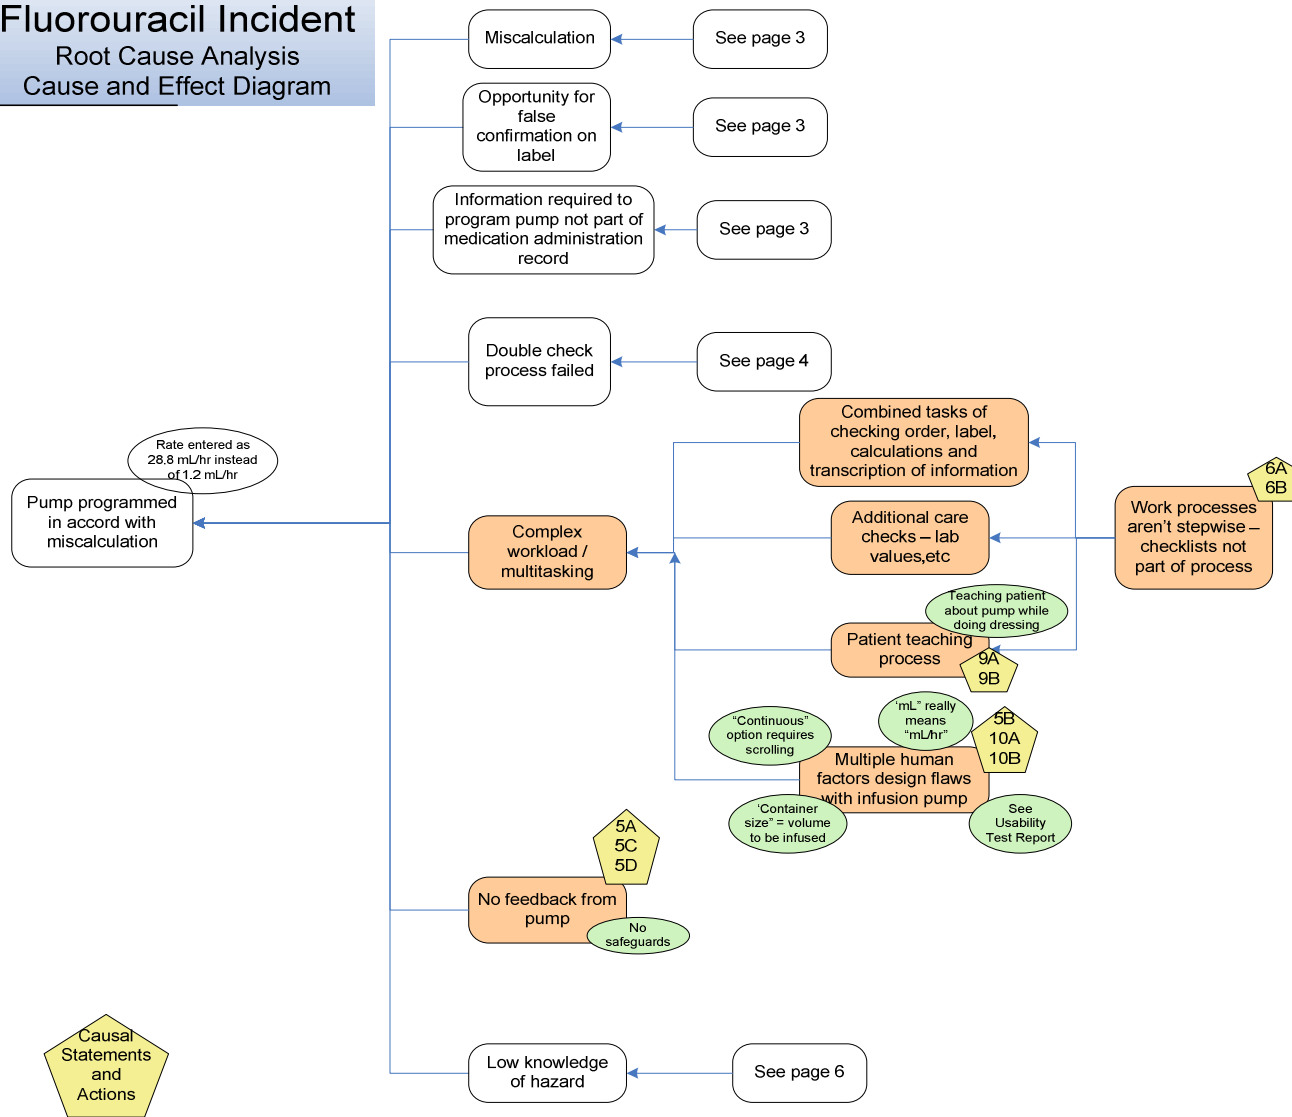 Fluorouracil Incident
Root Cause Analysis
Cause and Effect Diagram
Miscalculation
See page 3
Opportunity for
false
confirmation on
label
See page 3
Information required to
program pump not part of
medication administration
record
See page 3
Double check
process failed
See page 4
Rate entered as
28.8 mL/hr instead
of 1.2 mL/hr
Pump programmed
in accord with
miscalculation
Combined tasks of
checking order, label,
calculations and
transcription of information
6A
6B
Work processes
aren't stepwise –
checklists not
part of process
Complex
workload /
multitasking
Additional care
checks – lab
values,etc
Teaching patient
about pump while
doing dressing
Patient teaching
process
9A
9B
"Continuous"
option requires
scrolling
'mL" really
means
"mL/hr"
5B
10A
10B
Multiple human
factors design flaws
with infusion pump
'Container
size" = volume
to be infused
See
Usability
Test Report
5A
5C
5D
No feedback from
pump
No
safeguards
Causal
Statements
and
Actions
Low knowledge
of hazard
See page 6